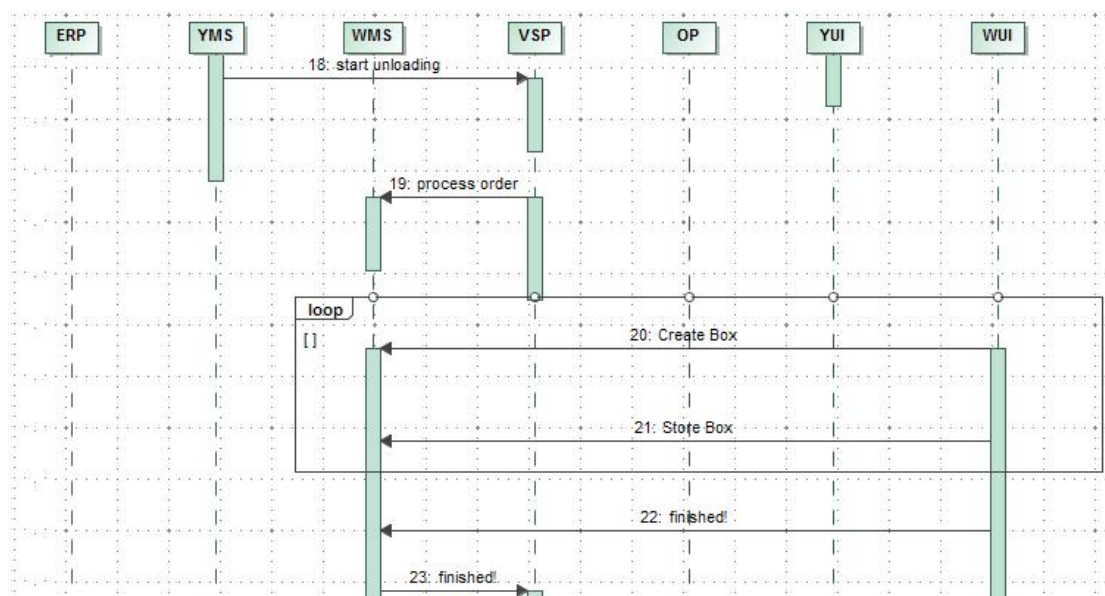 ERP YMS WMS VSP OP YUI WUI
18: start unloading
19: process order
loop
[ ]
20: Create Box
21: Store Box
22: finished!
23: finished!